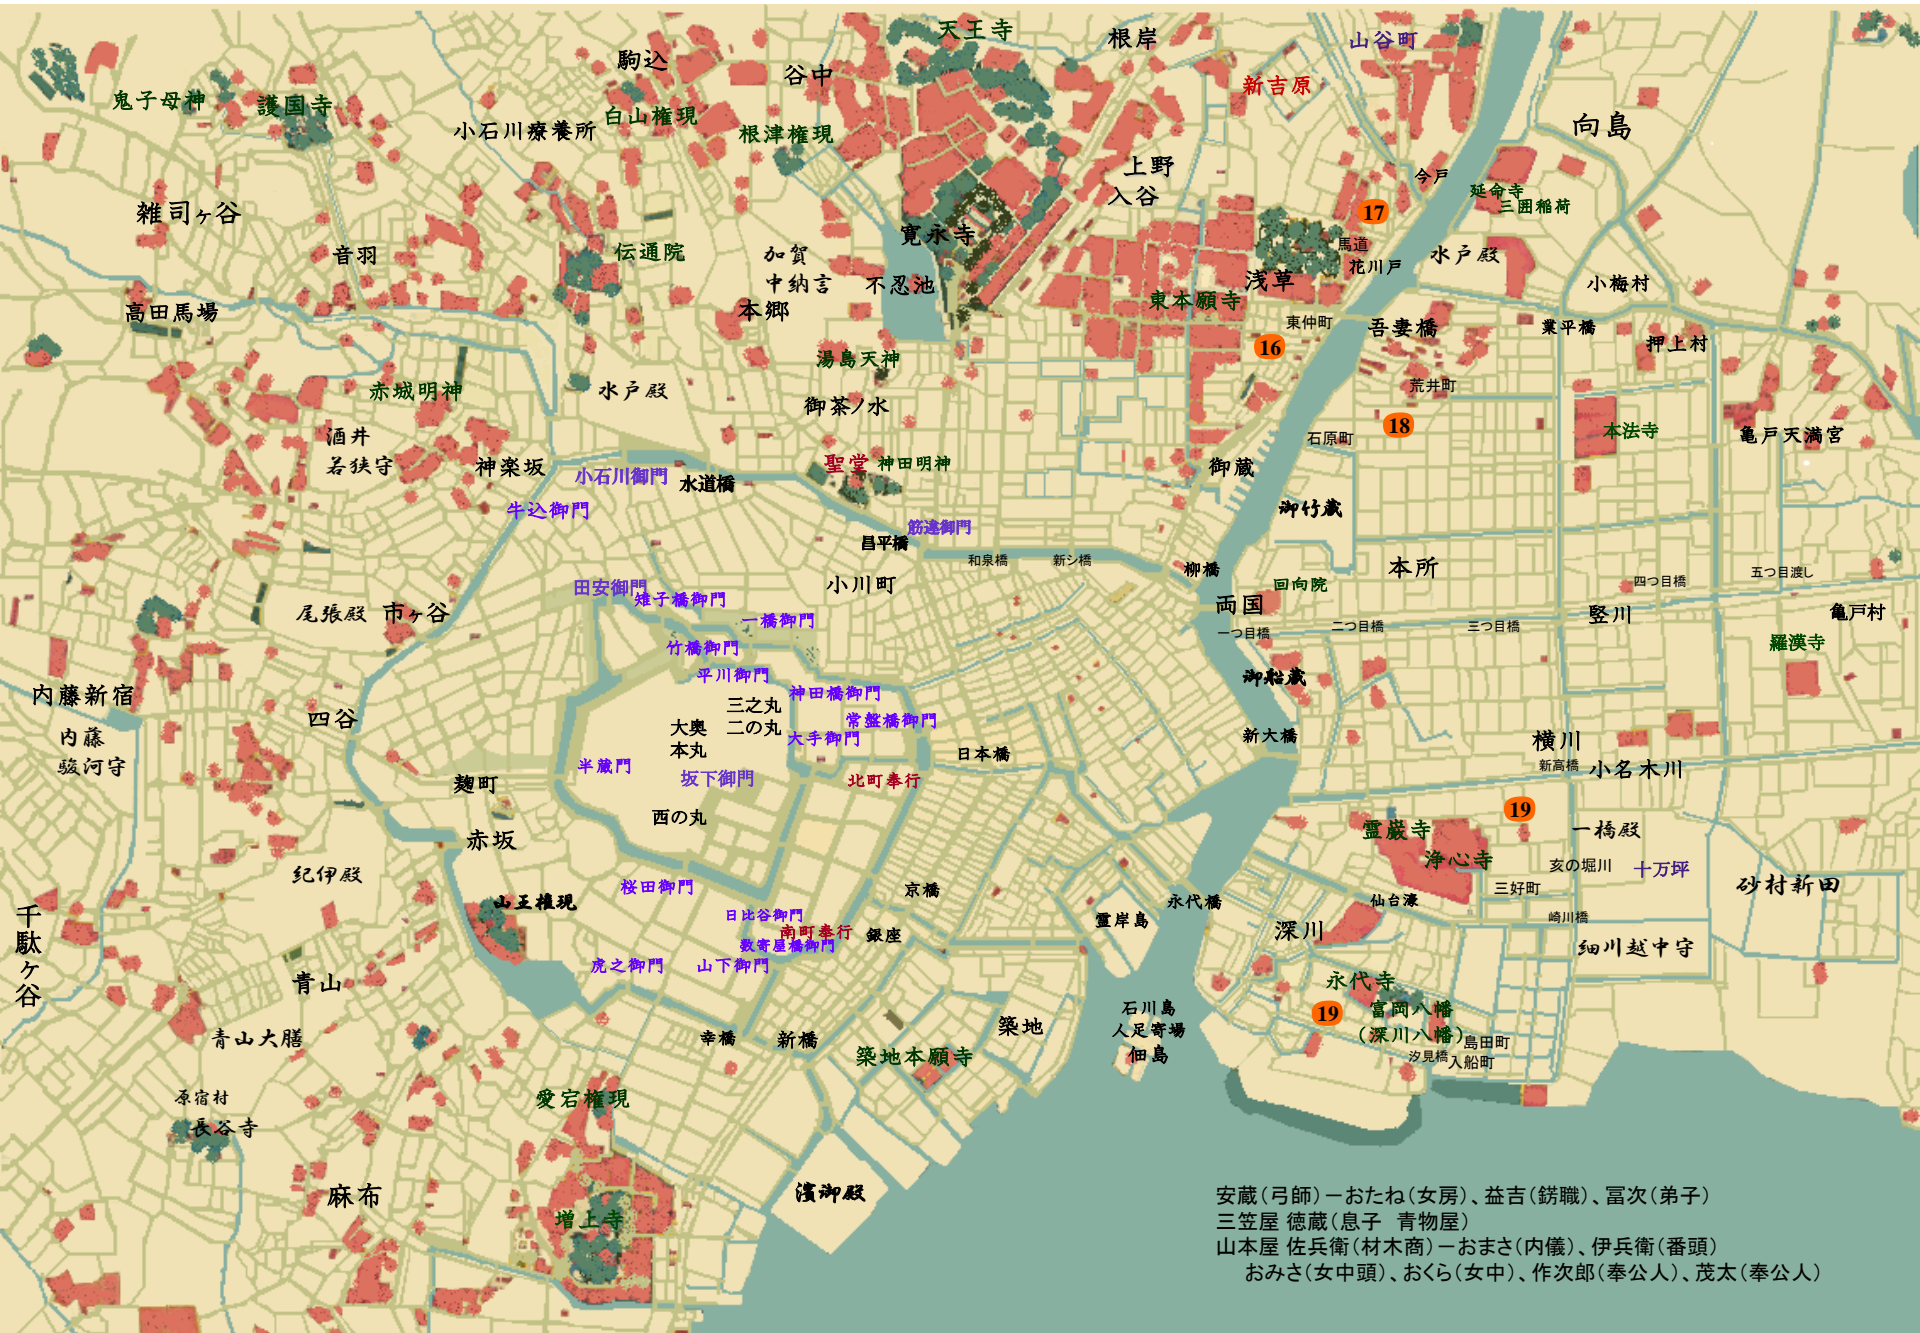 天王寺
根岸
山谷町
駒込
谷中
新吉原
鬼子母神
護国寺
白山権現
小石川療養所
根津権現
向島
上野
入谷
今戸
延命寺
三囲稲荷
雑司ヶ谷
17
寛永寺
馬道
音羽
伝通院
加賀
中納言
不忍池
浅草
花川戸
水戸殿
小梅村
高田馬場
本郷
東本願寺
東仲町
吾妻橋
業平橋
押上村
16
湯島天神
赤城明神
水戸殿
御茶ノ水
荒井町
18
酒井
若狭守
石原町
本法寺
亀戸天満宮
神楽坂
小石川御門
水道橋
聖堂
神田明神
御蔵
牛込御門
御竹蔵
筋違御門
昌平橋
和泉橋
新シ橋
柳橋
本所
田安御門
雉子橋御門
小川町
回向院
四つ目橋
五つ目渡し
尾張殿
市ヶ谷
一橋御門
両国
一つ目橋
二つ目橋
三つ目橋
竪川
亀戸村
竹橋御門
羅漢寺
平川御門
御船蔵
内藤新宿
神田橋御門
四谷
三之丸
大奥
二の丸
常盤橋御門
本丸
大手御門
内藤
駿河守
日本橋
新大橋
横川
半蔵門
坂下御門
北町奉行
新高橋
小名木川
麹町
西の丸
19
赤坂
霊巌寺
浄心寺
一橋殿
亥の堀川
十万坪
紀伊殿
桜田御門
京橋
三好町
砂村新田
山王権現
永代橋
仙台濠
千駄ヶ谷
日比谷御門
霊岸島
崎川橋
南町奉行
銀座
数寄屋橋御門
深川
細川越中守
虎之御門
山下御門
青山
永代寺
石川島
人足寄場
19
富岡八幡
(深川八幡)
青山大膳
幸橋
新橋
築地
佃島
島田町
築地本願寺
汐見橋
入船町
原宿村
愛宕権現
長谷寺
麻布
濱御殿
増上寺
安蔵(弓師)－おたね(女房)、益吉(錺職)、冨次(弟子)
三笠屋 徳蔵(息子　青物屋)
山本屋 佐兵衛(材木商)－おまさ(内儀)、伊兵衛(番頭)
おみさ(女中頭)、おくら(女中)、作次郎(奉公人)、茂太(奉公人)